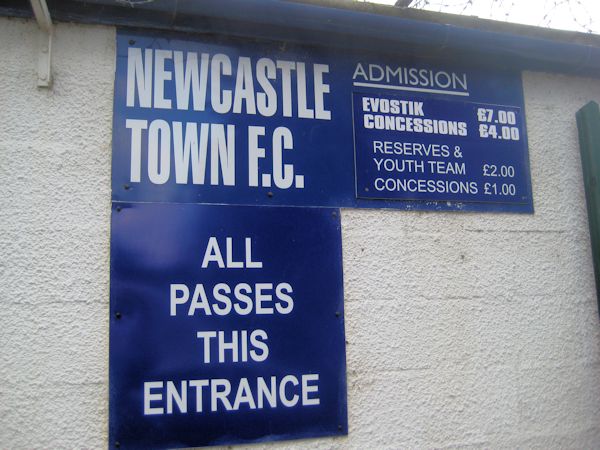 NEWCASTLE
TOWN F.C.
ADMISSION
EVOSTIK £7.00
CONCESSIONS £4.00
RESERVES &
YOUTH TEAM £2.00
CONCESSIONS £1.00
ALL
PASSES
THIS
ENTRANCE